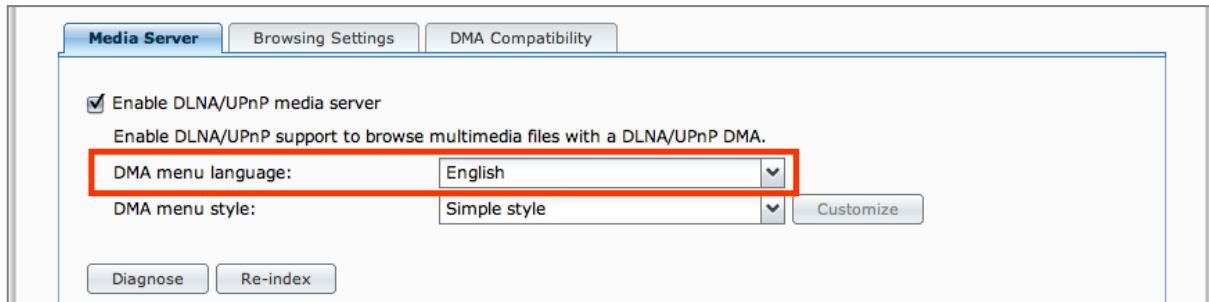 Media Server Browsing Settings DMA Compatibility
Enable DLNA/UPnP media server
Enable DLNA/UPnP support to browse multimedia files with a DLNA/UPnP DMA.
DMA menu language: English
DMA menu style: Simple style Customize
Diagnose Re-index